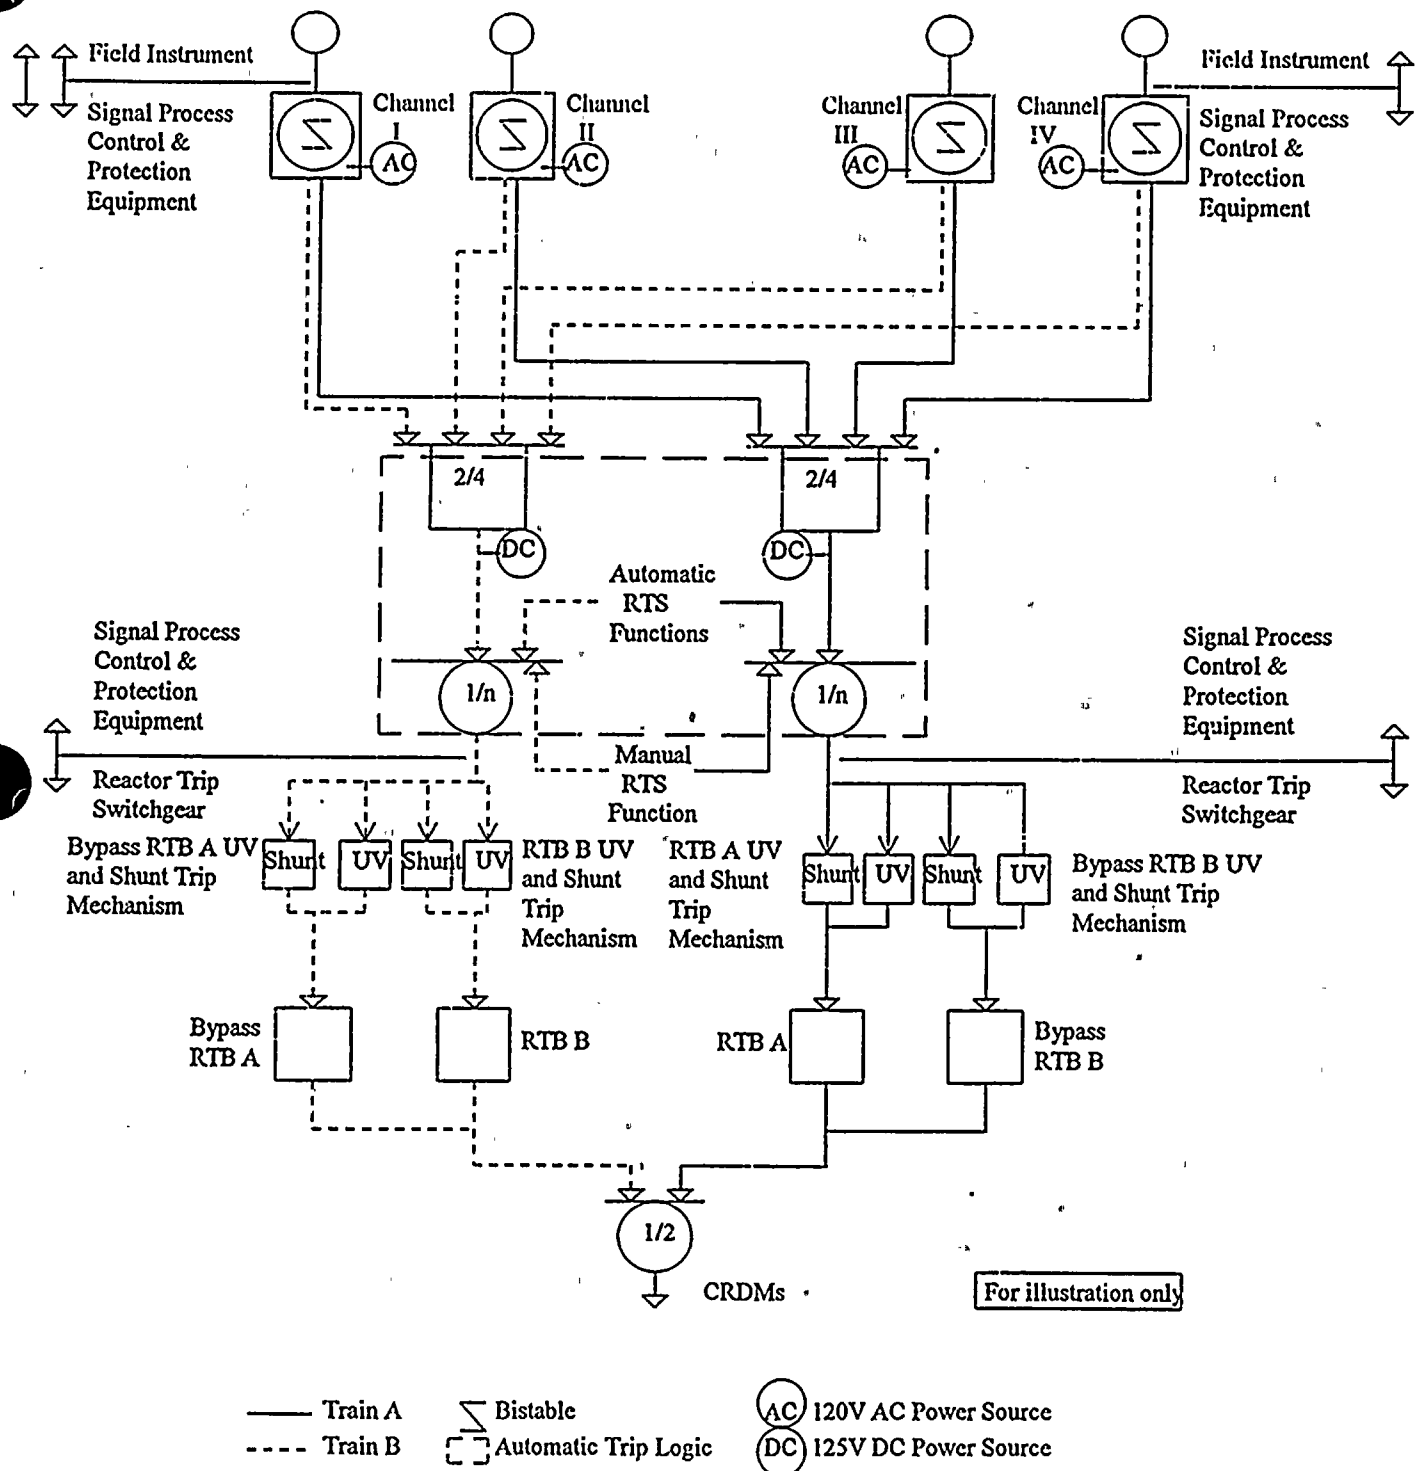 Field Instrument
Signal Process
Control &
Protection
Equipment
Channel
I
AC
Channel
II
AC
Channel
III
AC
Channel
IV
AC
Field Instrument
Signal Process
Control &
Protection
Equipment
2/4
2/4
DC
DC
Automatic
RTS
Functions
Signal Process
Control &
Protection
Equipment
1/n
1/n
Signal Process
Control &
Protection
Equipment
Manual
RTS
Function
Reactor Trip
Switchgear
Reactor Trip
Switchgear
Bypass RTB A UV
and Shunt Trip
Mechanism
Shunt
UV
Shunt
UV
RTB B UV
and Shunt
Trip
Mechanism
RTB A UV
and Shunt
Trip
Mechanism
Shunt
UV
Shunt
UV
Bypass RTB B UV
and Shunt Trip
Mechanism
Bypass
RTB A
RTB B
RTB A
Bypass
RTB B
1/2
CRDMs
For illustration only
Train A
Bistable
AC 120V AC Power Source
Train B
Automatic Trip Logic
DC 125V DC Power Source